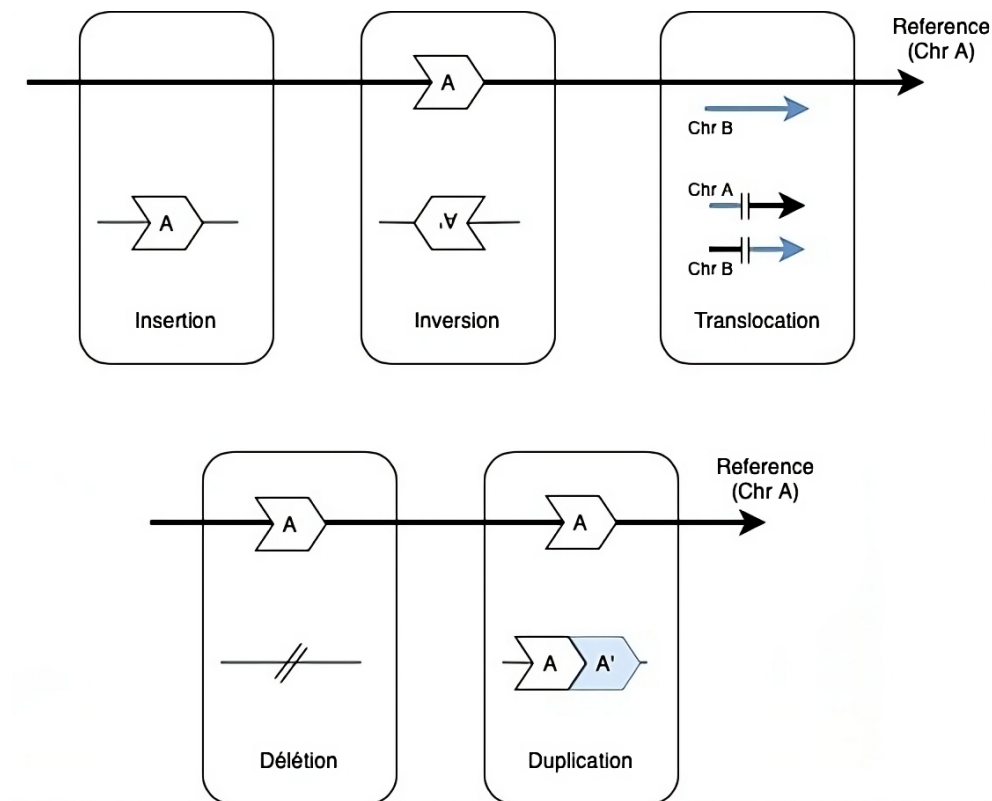 Reference
(Chr A)
A
Chr B
A
A'
Chr A
Chr B
Insertion
Inversion
Translocation
Reference
(Chr A)
A
A
A
A'
Délétion
Duplication